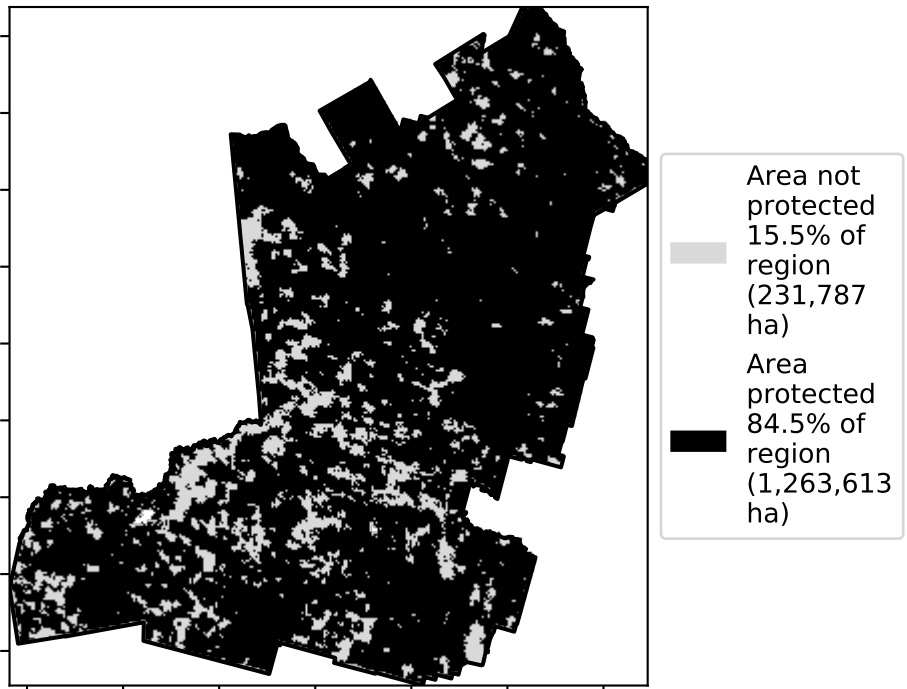 Area not
protected
15.5% of
region
(231,787
ha)
Area
protected
84.5% of
region
(1,263,613
ha)